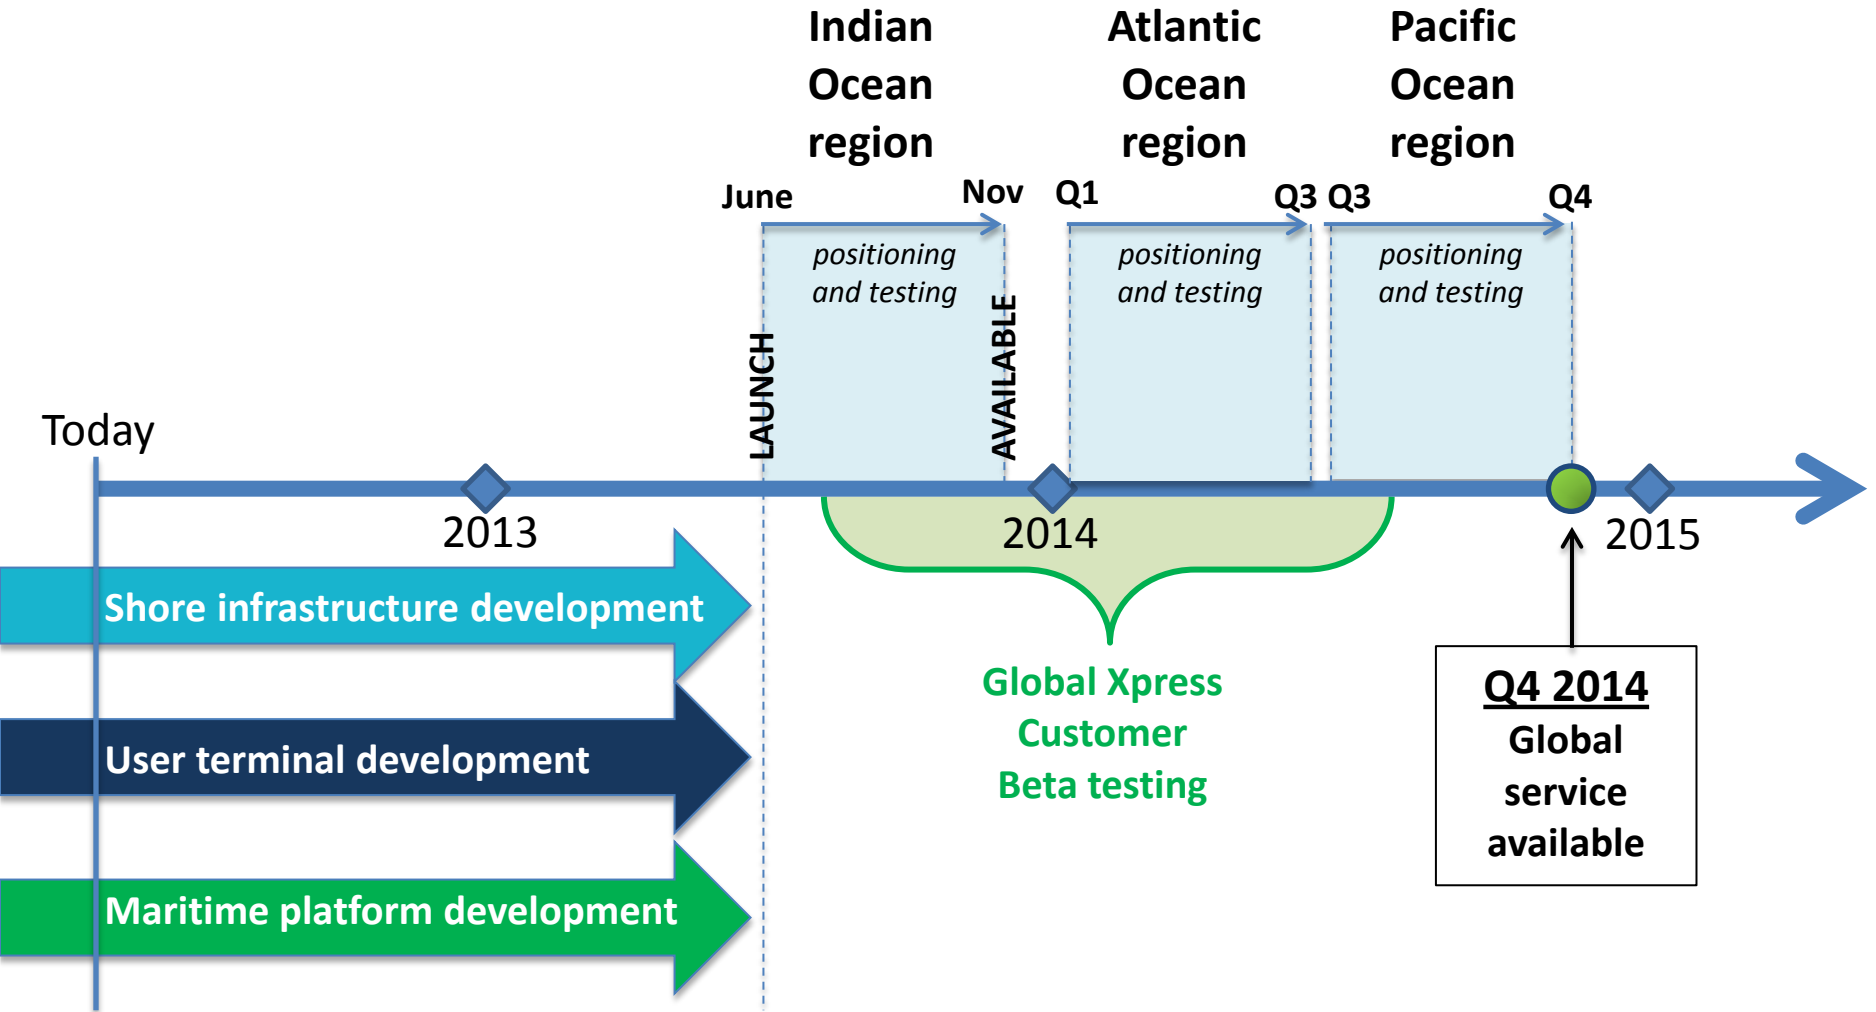 Indian
Ocean
region
Atlantic
Ocean
region
Pacific
Ocean
region
June
Nov
Q1
Q3
Q3
Q4
positioning
and testing
positioning
and testing
positioning
and testing
LAUNCH
AVAILABLE
Today
2013
2014
2015
Shore infrastructure development
User terminal development
Maritime platform development
Global Xpress
Customer
Beta testing
Q4 2014
Global
service
available